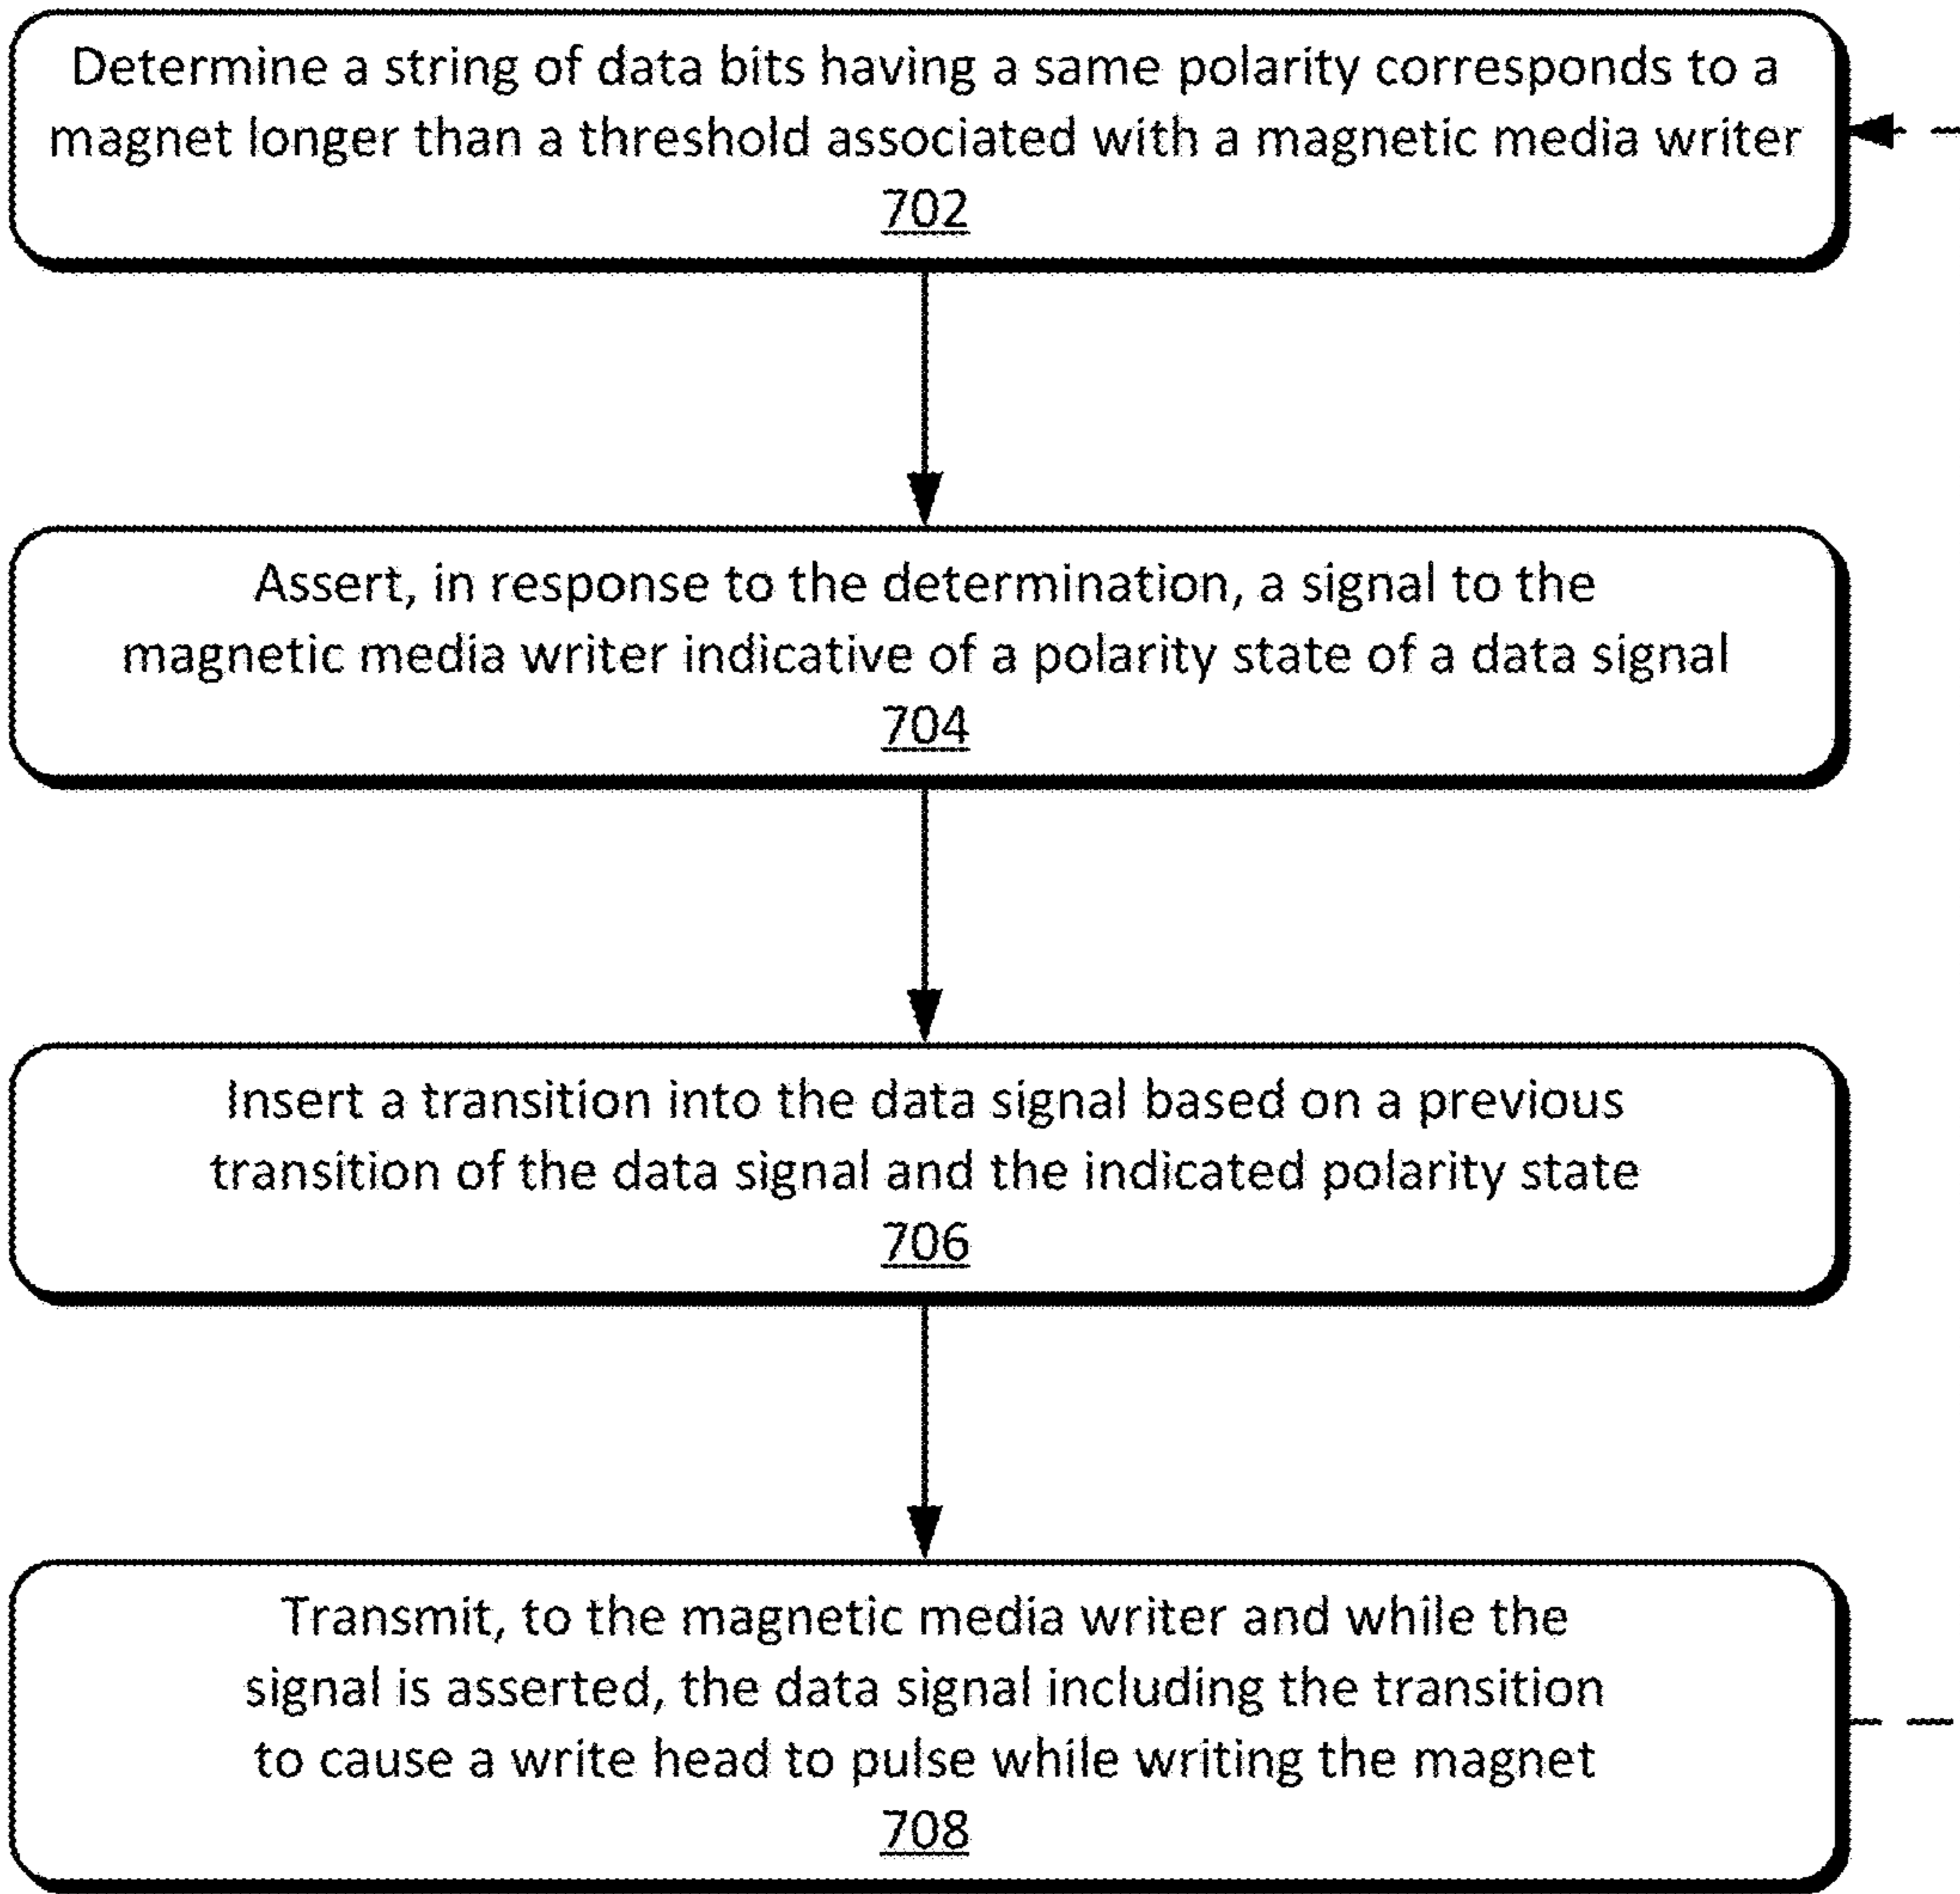 Determine a string of data bits having a same polarity corresponds to a
magnet longer than a threshold associated with a magnetic media writer
702
Assert, in response to the determination, a signal to the
magnetic media writer indicative of a polarity state of a data signal
704
Insert a transition into the data signal based on a previous
transition of the data signal and the indicated polarity state
706
Transmit, to the magnetic media writer and while the
signal is asserted, the data signal including the transition
to cause a write head to pulse while writing the magnet
708